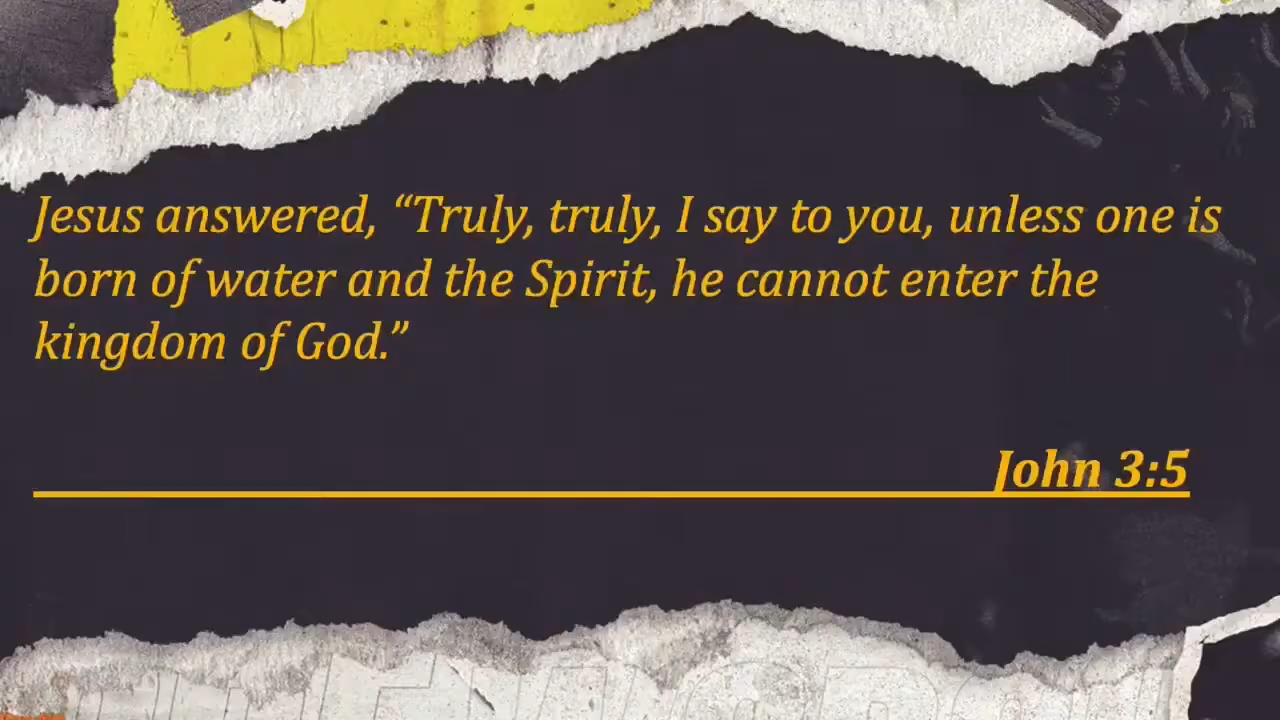 Jesus answered, “Truly, truly, I say to you, unless one is
born of water and the Spirit, he cannot enter the
kingdom of God.”
John 3:5